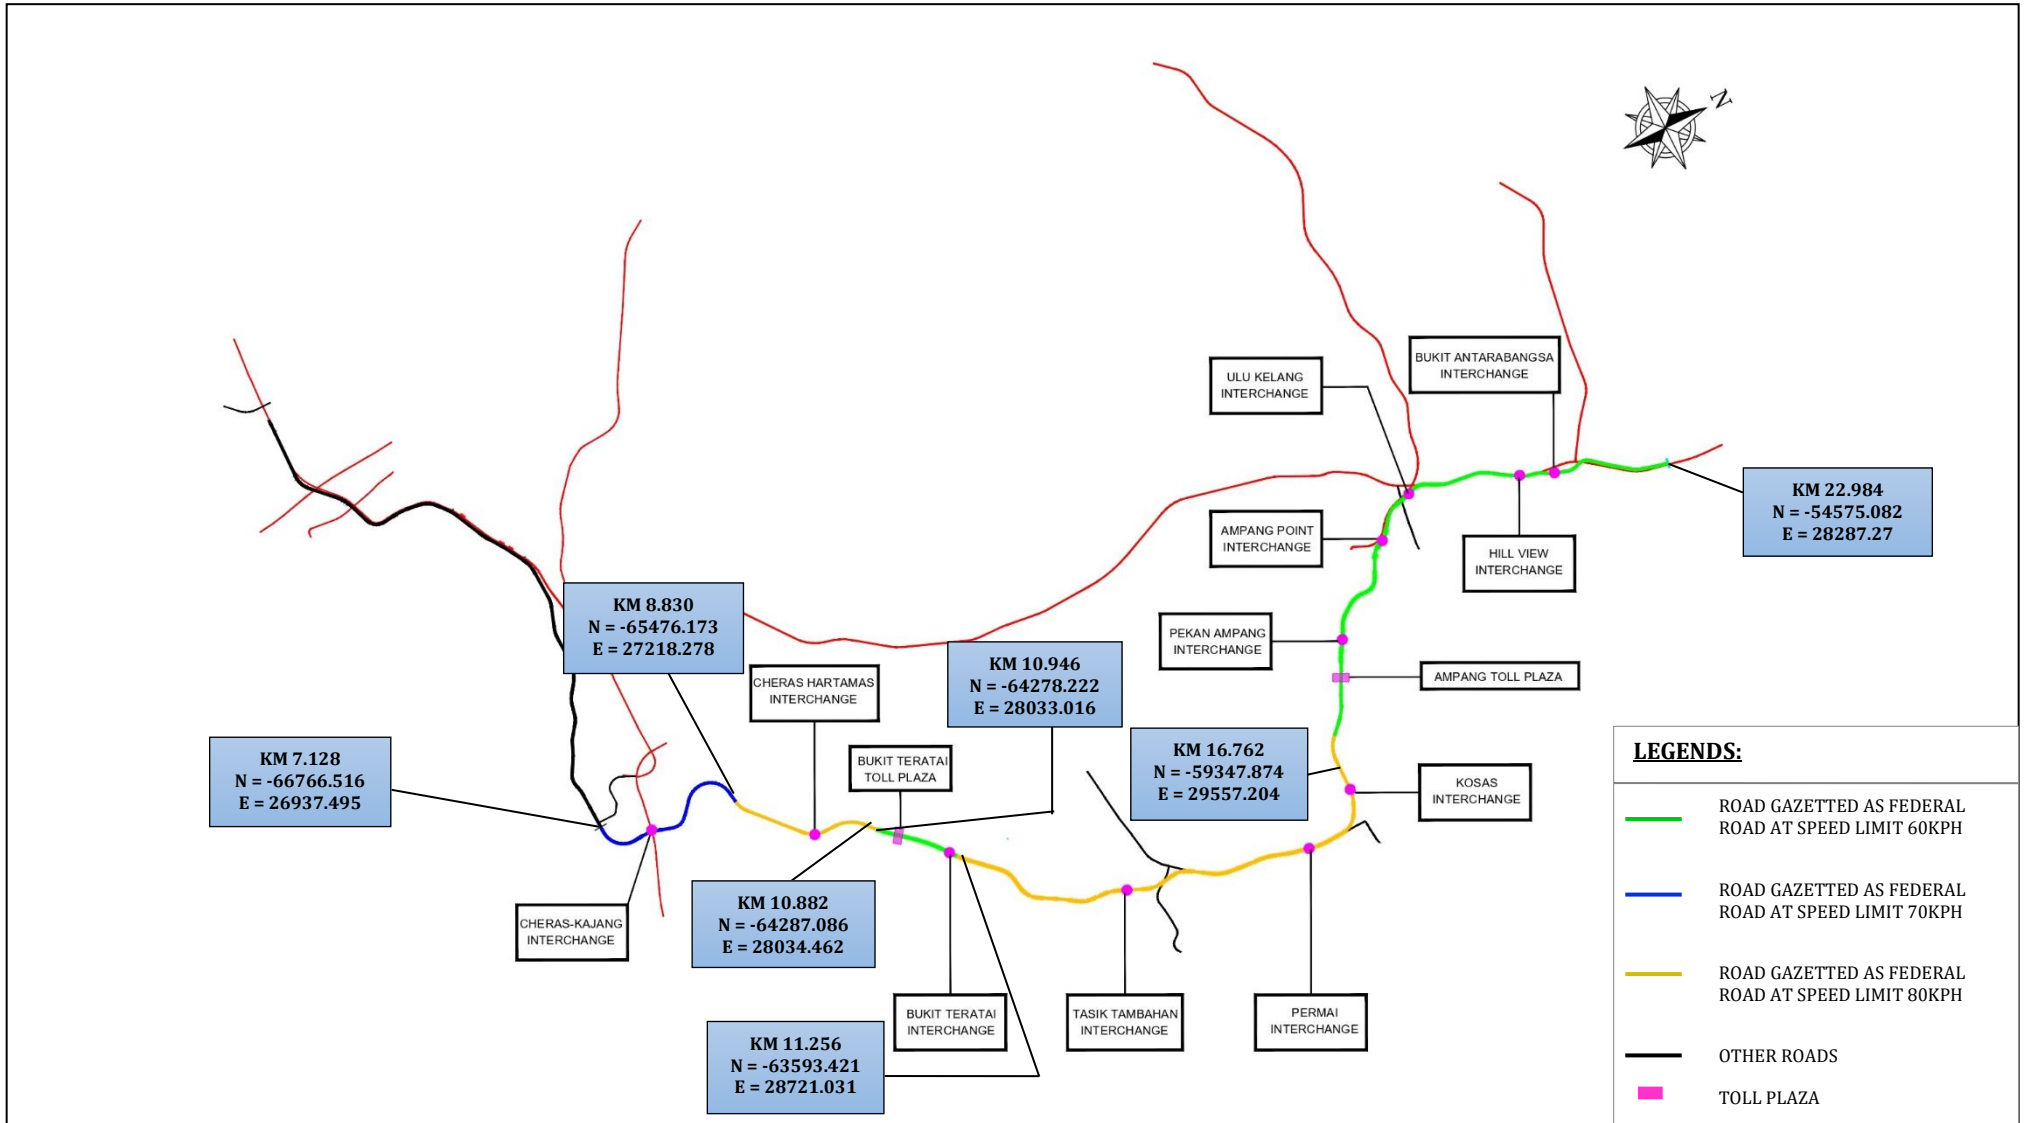 N
BUKIT ANTARABANGSA
INTERCHANGE
ULU KELANG
INTERCHANGE
KM 22.984
N = -54575.082
E = 28287.27
AMPANG POINT
INTERCHANGE
HILL VIEW
INTERCHANGE
KM 8.830
N = -65476.173
E = 27218.278
PEKAN AMPANG
INTERCHANGE
KM 10.946
N = -64278.222
E = 28033.016
CHERAS HARTAMAS
INTERCHANGE
AMPANG TOLL PLAZA
KM 7.128
N = -66766.516
E = 26937.495
BUKIT TERATAI
TOLL PLAZA
KM 16.762
N = -59347.874
E = 29557.204
KOSAS
INTERCHANGE
CHERAS-KAJANG
INTERCHANGE
KM 10.882
N = -64287.086
E = 28034.462
BUKIT TERATAI
INTERCHANGE
TASIK TAMBAHAN
INTERCHANGE
PERMAI
INTERCHANGE
KM 11.256
N = -63593.421
E = 28721.031
LEGENDS:
ROAD GAZETTED AS FEDERAL
ROAD AT SPEED LIMIT 60KPH
ROAD GAZETTED AS FEDERAL
ROAD AT SPEED LIMIT 70KPH
ROAD GAZETTED AS FEDERAL
ROAD AT SPEED LIMIT 80KPH
OTHER ROADS
TOLL PLAZA